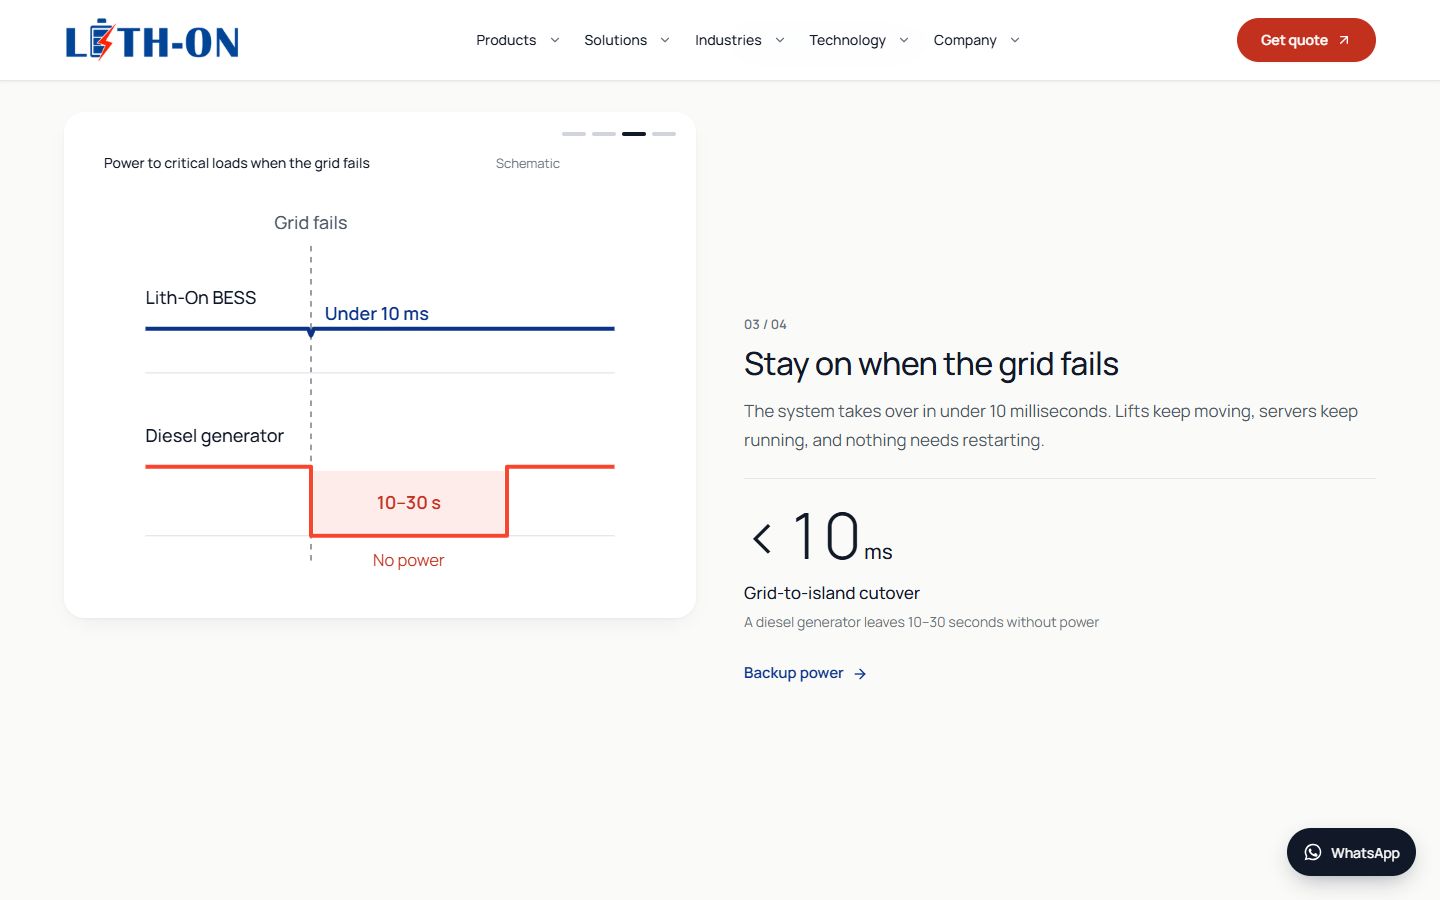 LITH-ON
Products
Solutions
Industries
Technology
Company
Get quote
Power to critical loads when the grid fails
Schematic
Grid fails
Lith-On BESS
Under 10 ms
Diesel generator
10–30 s
No power
03 / 04
Stay on when the grid fails
The system takes over in under 10 milliseconds. Lifts keep moving, servers keep
running, and nothing needs restarting.
< 10 ms
Grid-to-island cutover
A diesel generator leaves 10–30 seconds without power
Backup power
WhatsApp